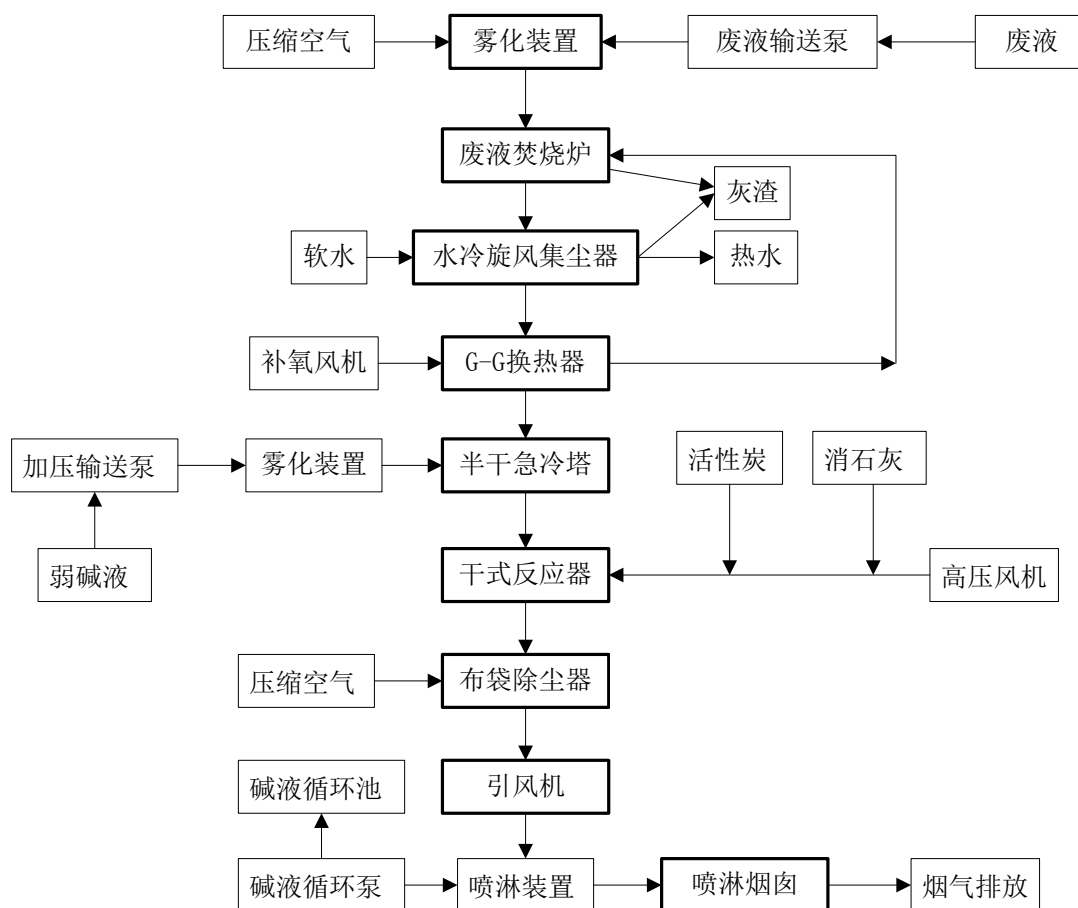 压缩空气
雾化装置
废液输送泵
废液
废液焚烧炉
灰渣
软水
水冷旋风集尘器
热水
补氧风机
G-G换热器
加压输送泵
雾化装置
半干急冷塔
活性炭
消石灰
弱碱液
干式反应器
高压风机
压缩空气
布袋除尘器
碱液循环池
引风机
碱液循环泵
喷淋装置
喷淋烟囱
烟气排放